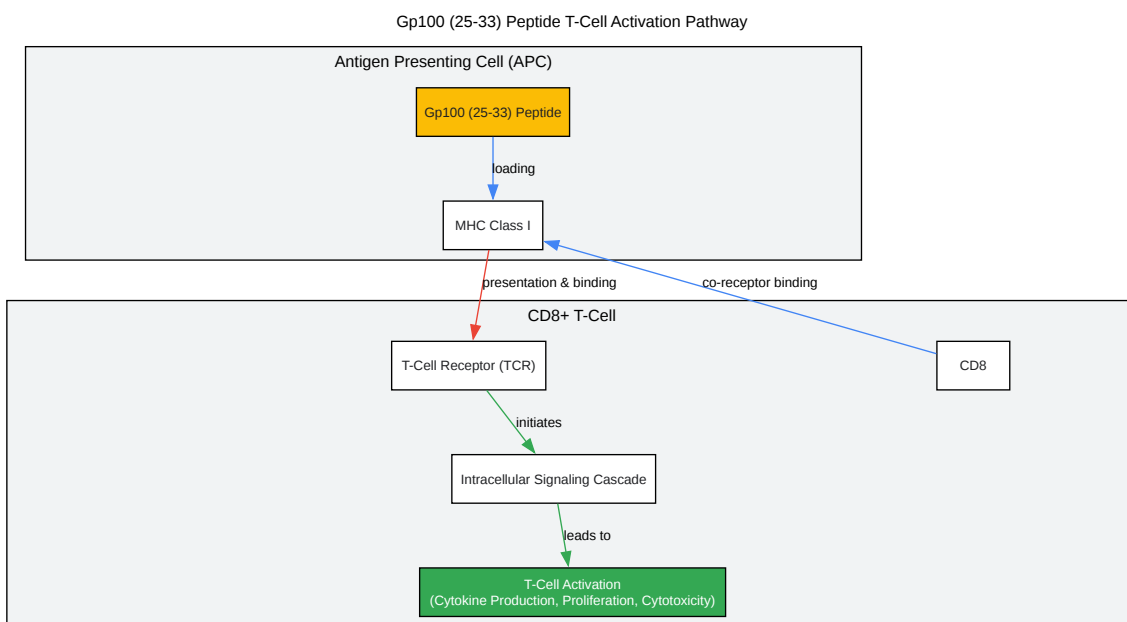 Gp100 (25-33) Peptide T-Cell Activation Pathway
Antigen Presenting Cell (APC)
Gp100 (25-33) Peptide
loading
MHC Class I
presentation & binding
co-receptor binding
CD8+ T-Cell
T-Cell Receptor (TCR)
CD8
initiates
Intracellular Signaling Cascade
leads to
T-Cell Activation
(Cytokine Production, Proliferation, Cytotoxicity)